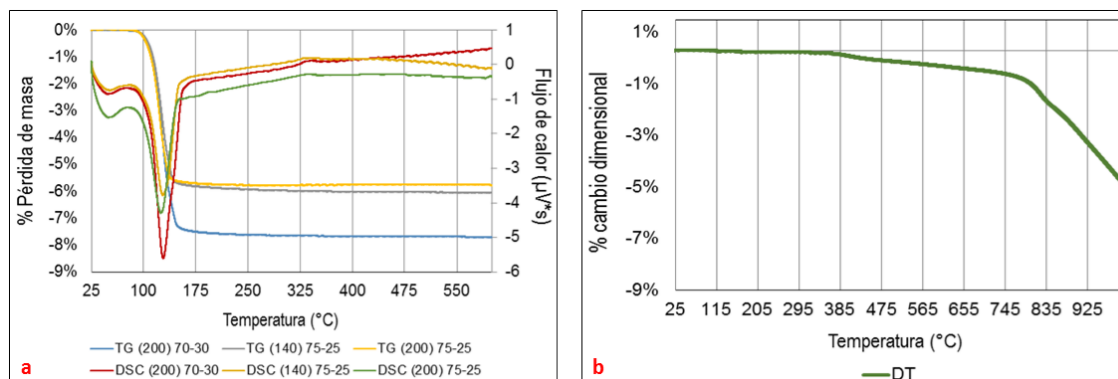 % Pérdida de masa
0%
-1%
-2%
-3%
-4%
-5%
-6%
-7%
-8%
-9%
1
0
-1
-2
-3
-4
-5
-6
Flujo de calor (µV*s)
25 100 175 250 325 400 475 550
Temperatura (°C)
TG (200) 70-30 TG (140) 75-25 TG (200) 75-25
DSC (200) 70-30 DSC (140) 75-25 DSC (200) 75-25
a
% cambio dimensional
1%
-1%
-3%
-5%
-7%
-9%
25 115 205 295 385 475 565 655 745 835 925
Temperatura (°C)
DT
b